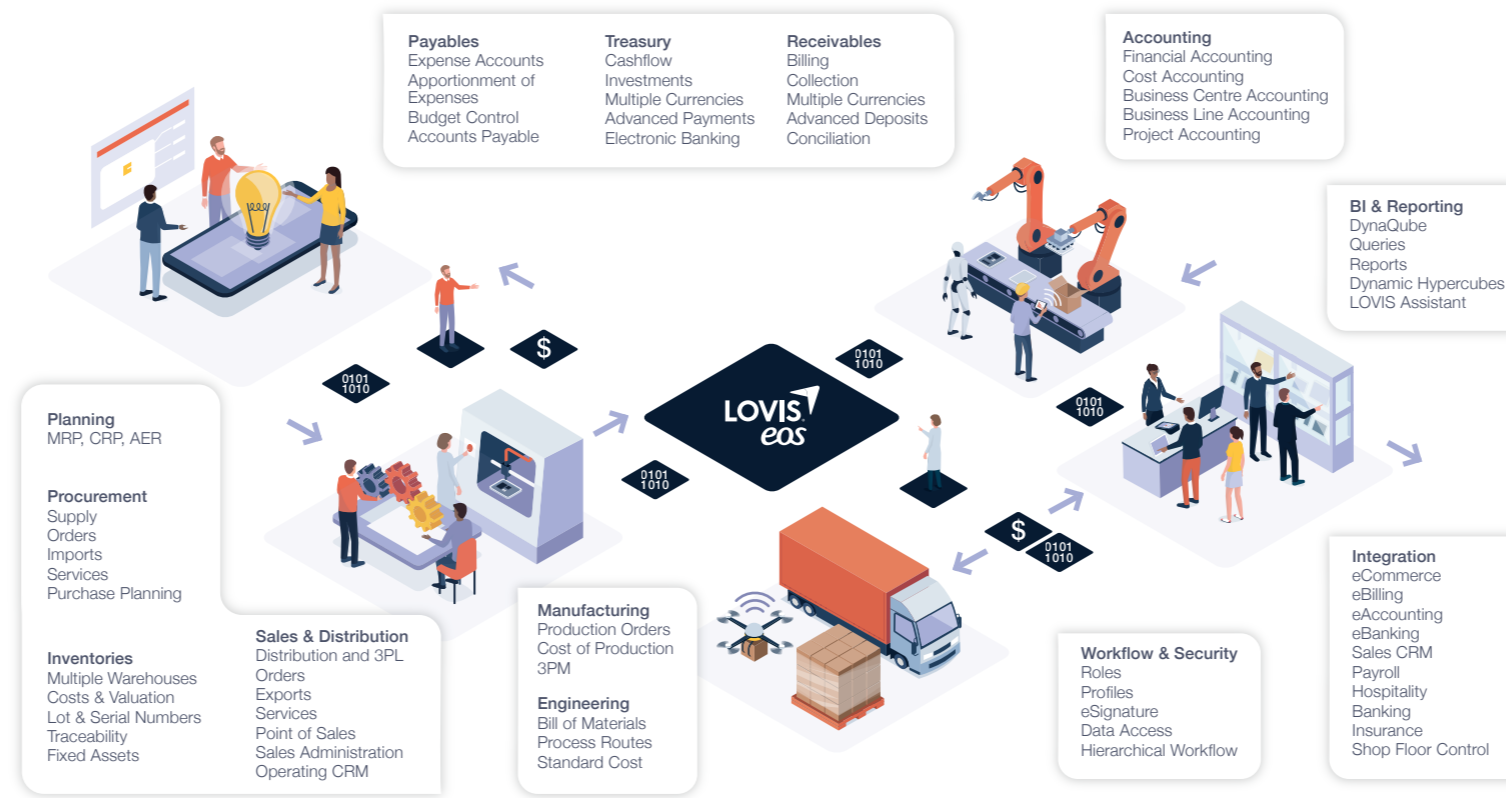 Payables
Expense Accounts
Apportionment of
Expenses
Budget Control
Accounts Payable
Treasury
Cashflow
Investments
Multiple Currencies
Advanced Payments
Electronic Banking
Receivables
Billing
Collection
Multiple Currencies
Advanced Deposits
Conciliation
Accounting
Financial Accounting
Cost Accounting
Business Centre Accounting
Business Line Accounting
Project Accounting
BI & Reporting
DynaQube
Queries
Reports
Dynamic Hypercubes
LOVIS Assistant
$
0101
1010
0101
1010
0101
1010
LOVIS
eos
0101
1010
$
0101
1010
Planning
MRP, CRP, AER
Procurement
Supply
Orders
Imports
Services
Purchase Planning
Inventories
Multiple Warehouses
Costs & Valuation
Lot & Serial Numbers
Traceability
Fixed Assets
Sales & Distribution
Distribution and 3PL
Orders
Exports
Services
Point of Sales
Sales Administration
Operating CRM
Manufacturing
Production Orders
Cost of Production
3PM
Engineering
Bill of Materials
Process Routes
Standard Cost
Workflow & Security
Roles
Profiles
eSignature
Data Access
Hierarchical Workflow
Integration
eCommerce
eBilling
eAccounting
eBanking
Sales CRM
Payroll
Hospitality
Banking
Insurance
Shop Floor Control